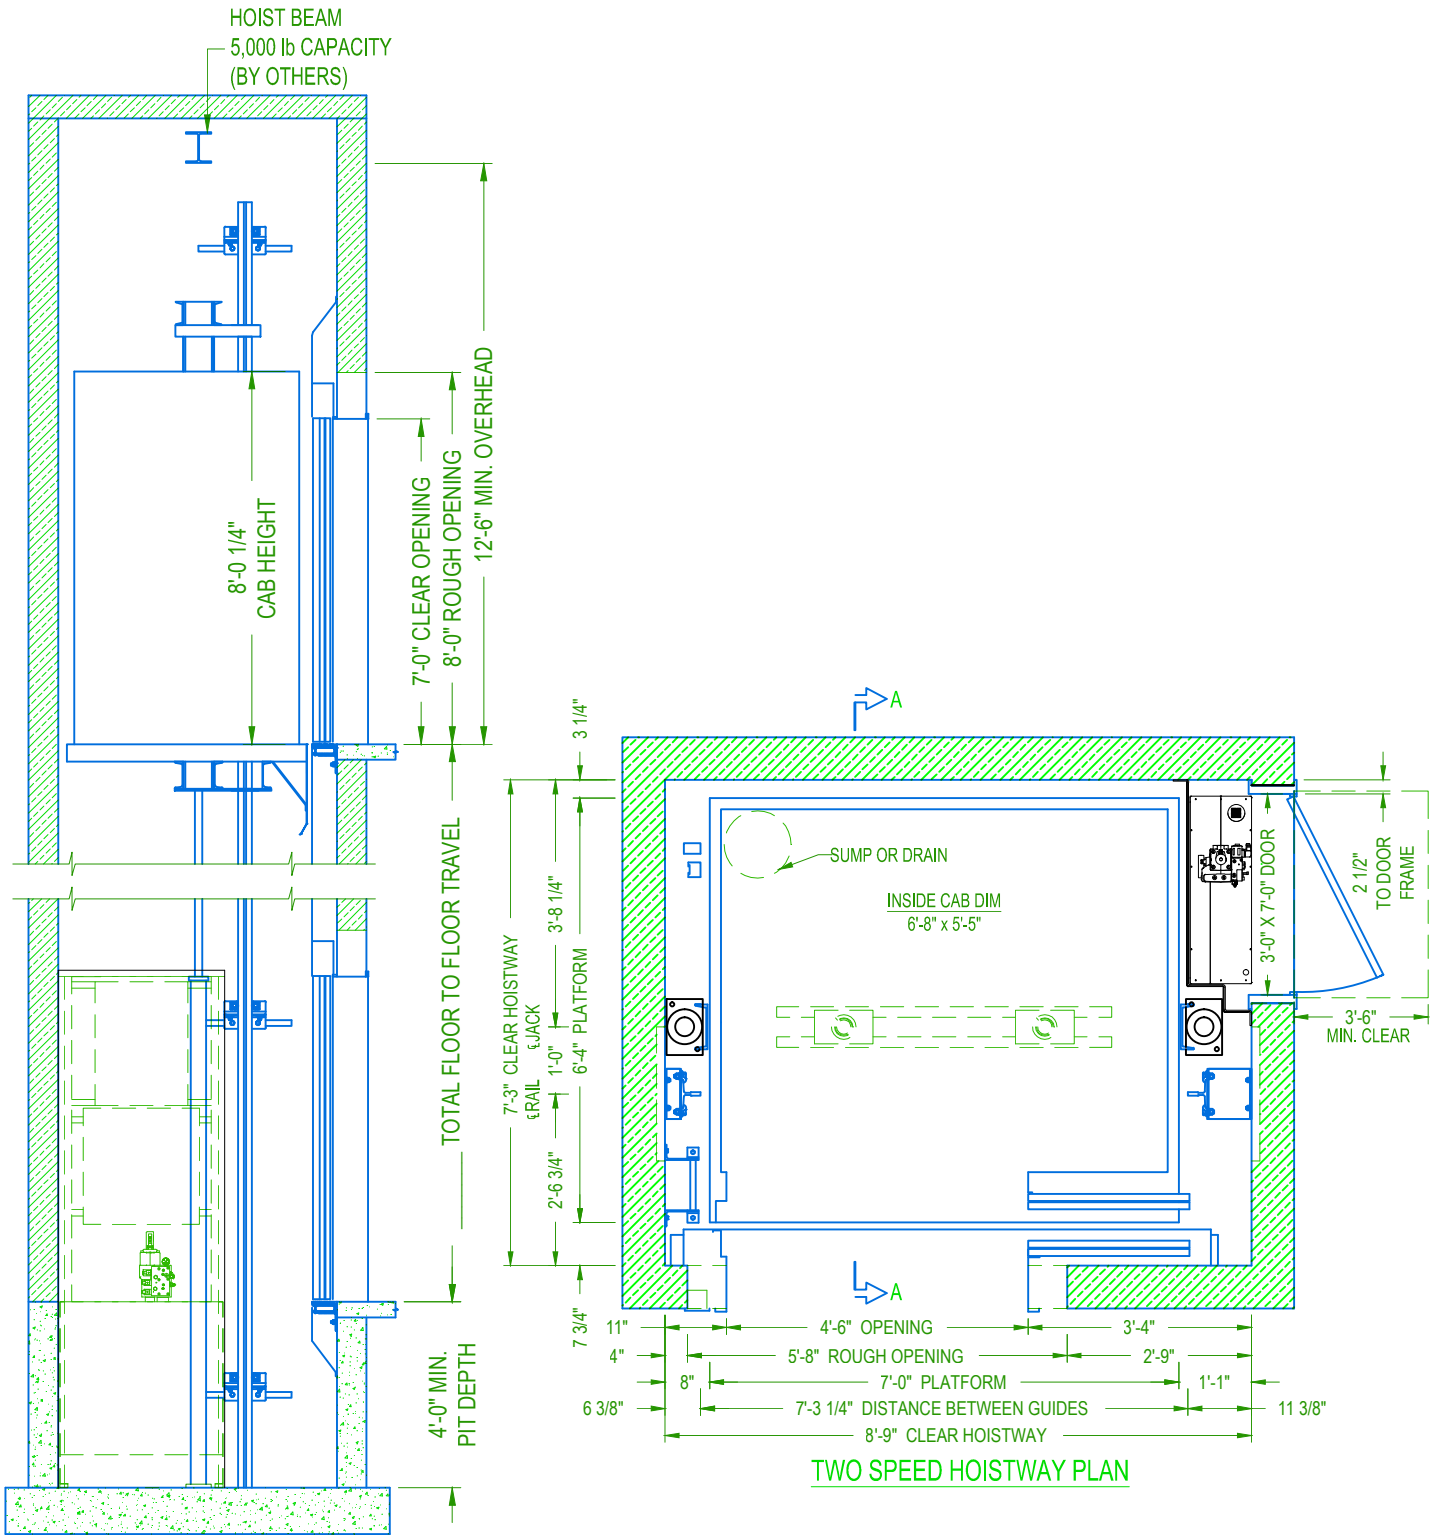 HOIST BEAM
5,000 lb CAPACITY
(BY OTHERS)
8'-0 1/4"
CAB HEIGHT
7'-0" CLEAR OPENING
8'-0" ROUGH OPENING
12'-6" MIN. OVERHEAD
TOTAL FLOOR TO FLOOR TRAVEL
4'-0" MIN.
PIT DEPTH
A
3 1/4"
7'-3" CLEAR HOISTWAY
℄RAIL
℄JACK
3'-8 1/4"
1'-0"
2'-6 3/4"
6'-4" PLATFORM
7 3/4"
SUMP OR DRAIN
INSIDE CAB DIM
6'-8" x 5'-5"
3'-0" X 7'-0" DOOR
2 1/2"
TO DOOR
FRAME
3'-6"
MIN. CLEAR
A
11"
4'-6" OPENING
3'-4"
4"
5'-8" ROUGH OPENING
2'-9"
8"
7'-0" PLATFORM
1'-1"
6 3/8"
7'-3 1/4" DISTANCE BETWEEN GUIDES
11 3/8"
8'-9" CLEAR HOISTWAY
TWO SPEED HOISTWAY PLAN